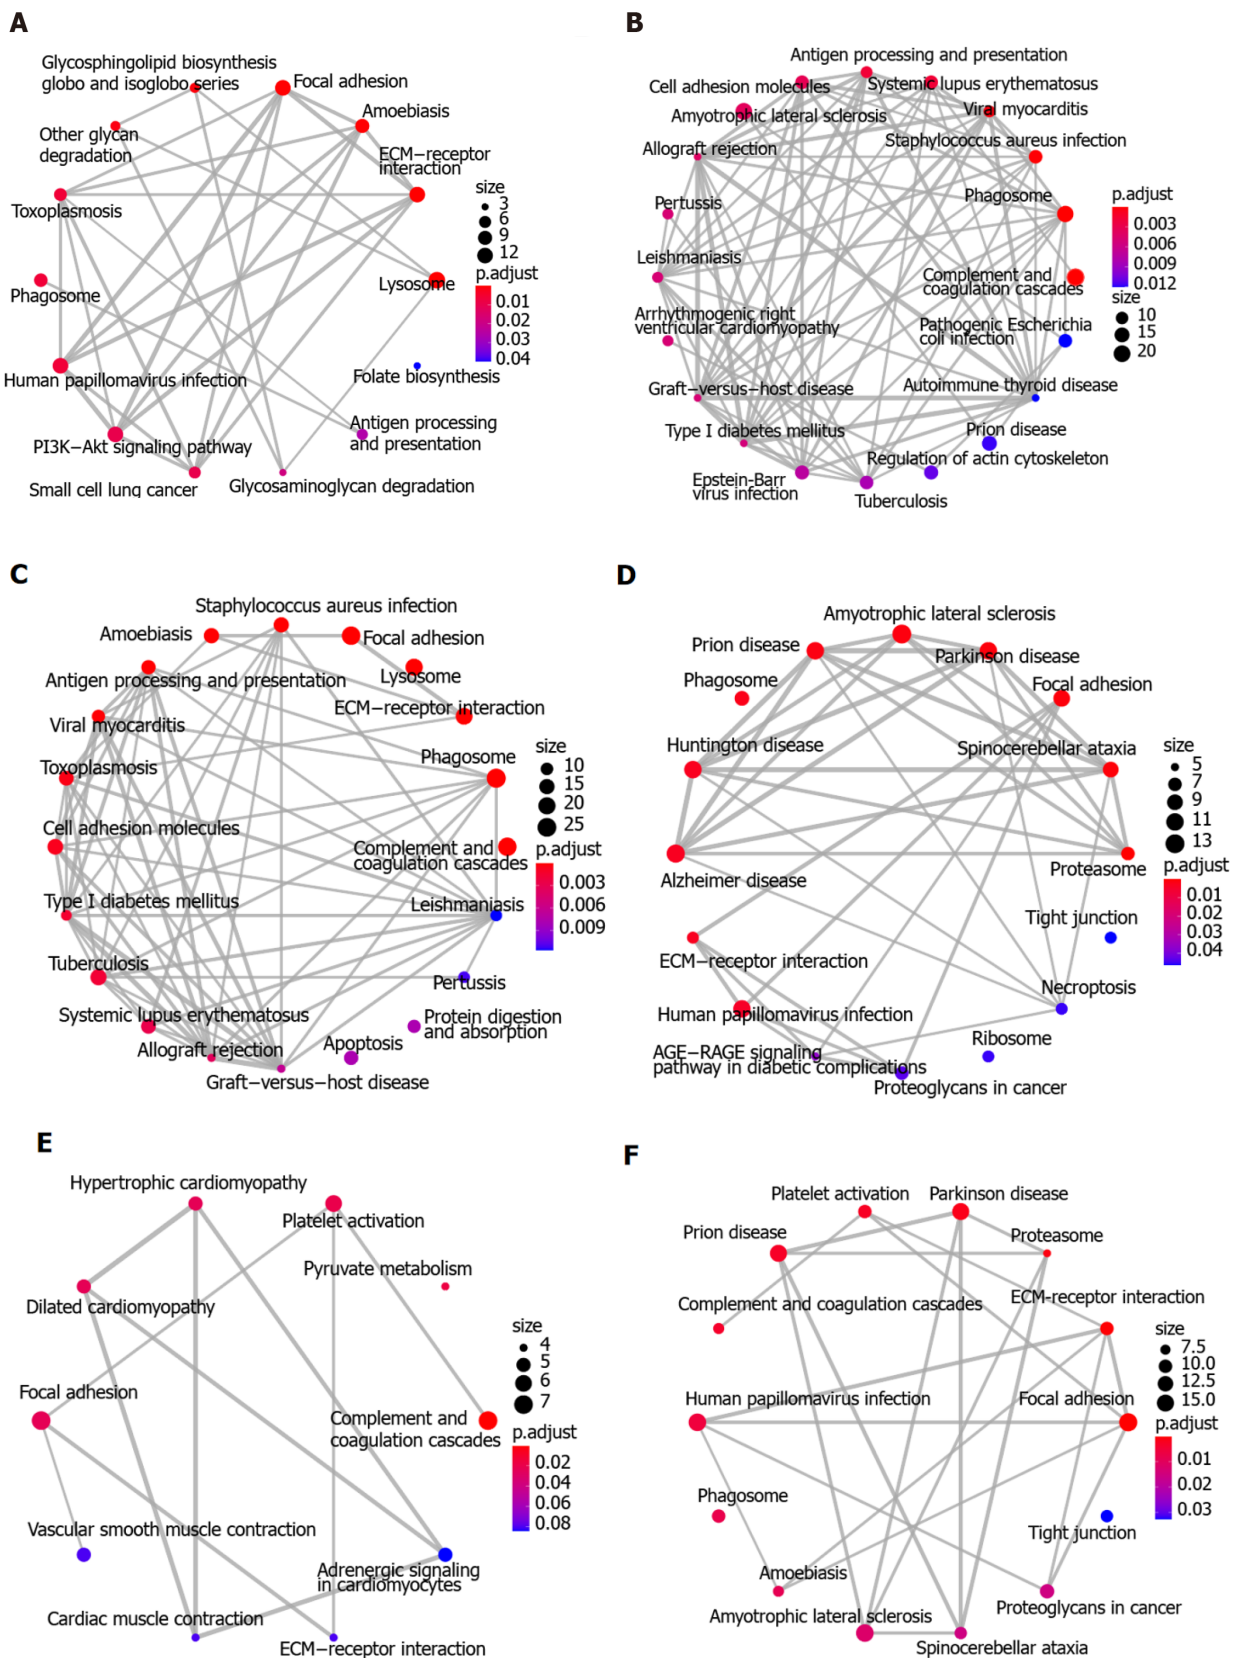 A
Glycosphingolipid biosynthesis
globo and isoglobo series
Focal adhesion
Amoebiasis
Other glycan
degradation
ECM−receptor
interaction
Toxoplasmosis
size
3
6
9
12
Lysosome
p.adjust
0.01
0.02
0.03
0.04
Phagosome
Human papillomavirus infection
Folate biosynthesis
Antigen processing
and presentation
PI3K−Akt signaling pathway
Small cell lung cancer
Glycosaminoglycan degradation
B
Antigen processing and presentation
Cell adhesion molecules
Systemic lupus erythematosus
Amyotrophic lateral sclerosis
Viral myocarditis
Allograft rejection
Staphylococcus aureus infection
Pertussis
Phagosome
p.adjust
0.003
0.006
0.009
0.012
Leishmaniasis
Complement and
coagulation cascades
size
10
15
20
Arrhythmogenic right
ventricular cardiomyopathy
Pathogenic Escherichia
coli infection
Graft−versus−host disease
Autoimmune thyroid disease
Type I diabetes mellitus
Prion disease
Regulation of actin cytoskeleton
Epstein-Barr
virus infection
Tuberculosis
C
Staphylococcus aureus infection
Amoebiasis
Focal adhesion
Antigen processing and presentation
Lysosome
Viral myocarditis
ECM−receptor interaction
Toxoplasmosis
Phagosome
size
10
15
20
25
Cell adhesion molecules
Complement and
coagulation cascades
p.adjust
0.003
0.006
0.009
Type I diabetes mellitus
Leishmaniasis
Tuberculosis
Pertussis
Systemic lupus erythematosus
Protein digestion
and absorption
Allograft rejection
Apoptosis
Graft−versus−host disease
D
Amyotrophic lateral sclerosis
Prion disease
Parkinson disease
Phagosome
Focal adhesion
Huntington disease
Spinocerebellar ataxia
size
5
7
9
11
13
Alzheimer disease
Proteasome
p.adjust
0.01
0.02
0.03
0.04
Tight junction
ECM−receptor interaction
Necroptosis
Human papillomavirus infection
Ribosome
AGE−RAGE signaling
pathway in diabetic complications
Proteoglycans in cancer
E
Hypertrophic cardiomyopathy
Platelet activation
Pyruvate metabolism
Dilated cardiomyopathy
size
4
5
6
7
Focal adhesion
Complement and
coagulation cascades
p.adjust
0.02
0.04
0.06
0.08
Vascular smooth muscle contraction
Adrenergic signaling
in cardiomyocytes
Cardiac muscle contraction
ECM−receptor interaction
F
Platelet activation
Parkinson disease
Prion disease
Proteasome
Complement and coagulation cascades
ECM-receptor interaction
size
7.5
10.0
12.5
15.0
Human papillomavirus infection
Focal adhesion
p.adjust
0.01
0.02
0.03
Phagosome
Tight junction
Amoebiasis
Proteoglycans in cancer
Amyotrophic lateral sclerosis
Spinocerebellar ataxia